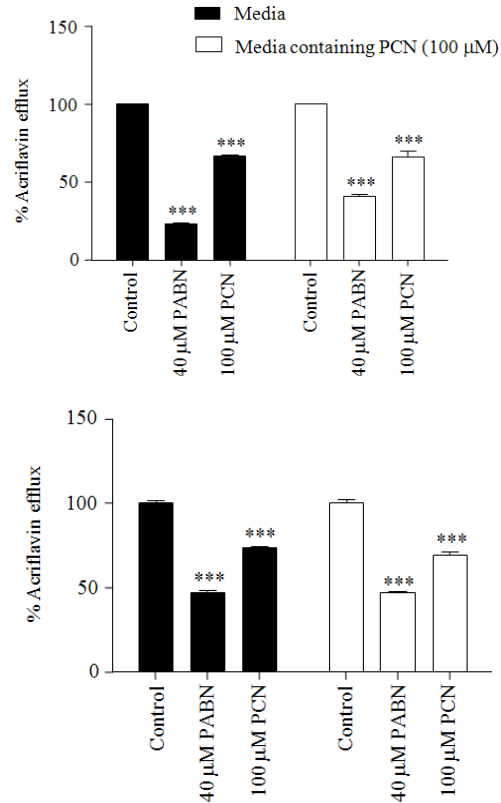 Media
Media containing PCN (100 µM)
% Acriflavin efflux
150
100
50
0
***
***
***
***
Control
40 µM PABN
100 µM PCN
Control
40 µM PABN
100 µM PCN
% Acriflavin efflux
150
100
50
0
***
***
***
***
Control
40 µM PABN
100 µM PCN
Control
40 µM PABN
100 µM PCN